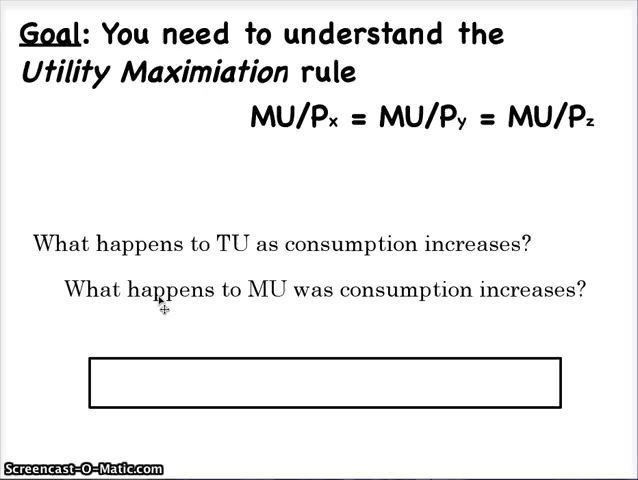 Goal: You need to understand the
Utility Maximiation rule
MU/Px = MU/Py = MU/Pz
What happens to TU as consumption increases?
What happens to MU was consumption increases?
Screencast-O-Matic.com